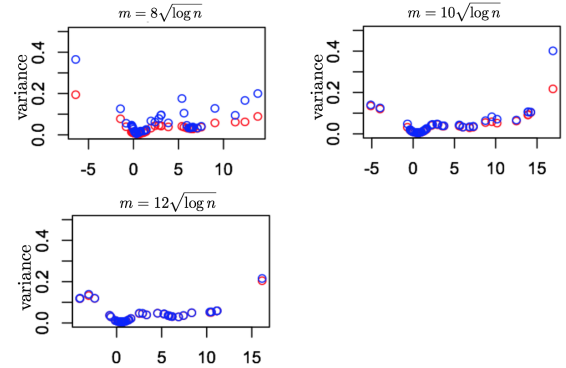 m = 8√log n
m = 10√log n
variance
0.0 0.2 0.4
-5 0 5 10
variance
0.0 0.2 0.4
-5 0 5 10 15
m = 12√log n
variance
0.0 0.2 0.4
0 5 10 15